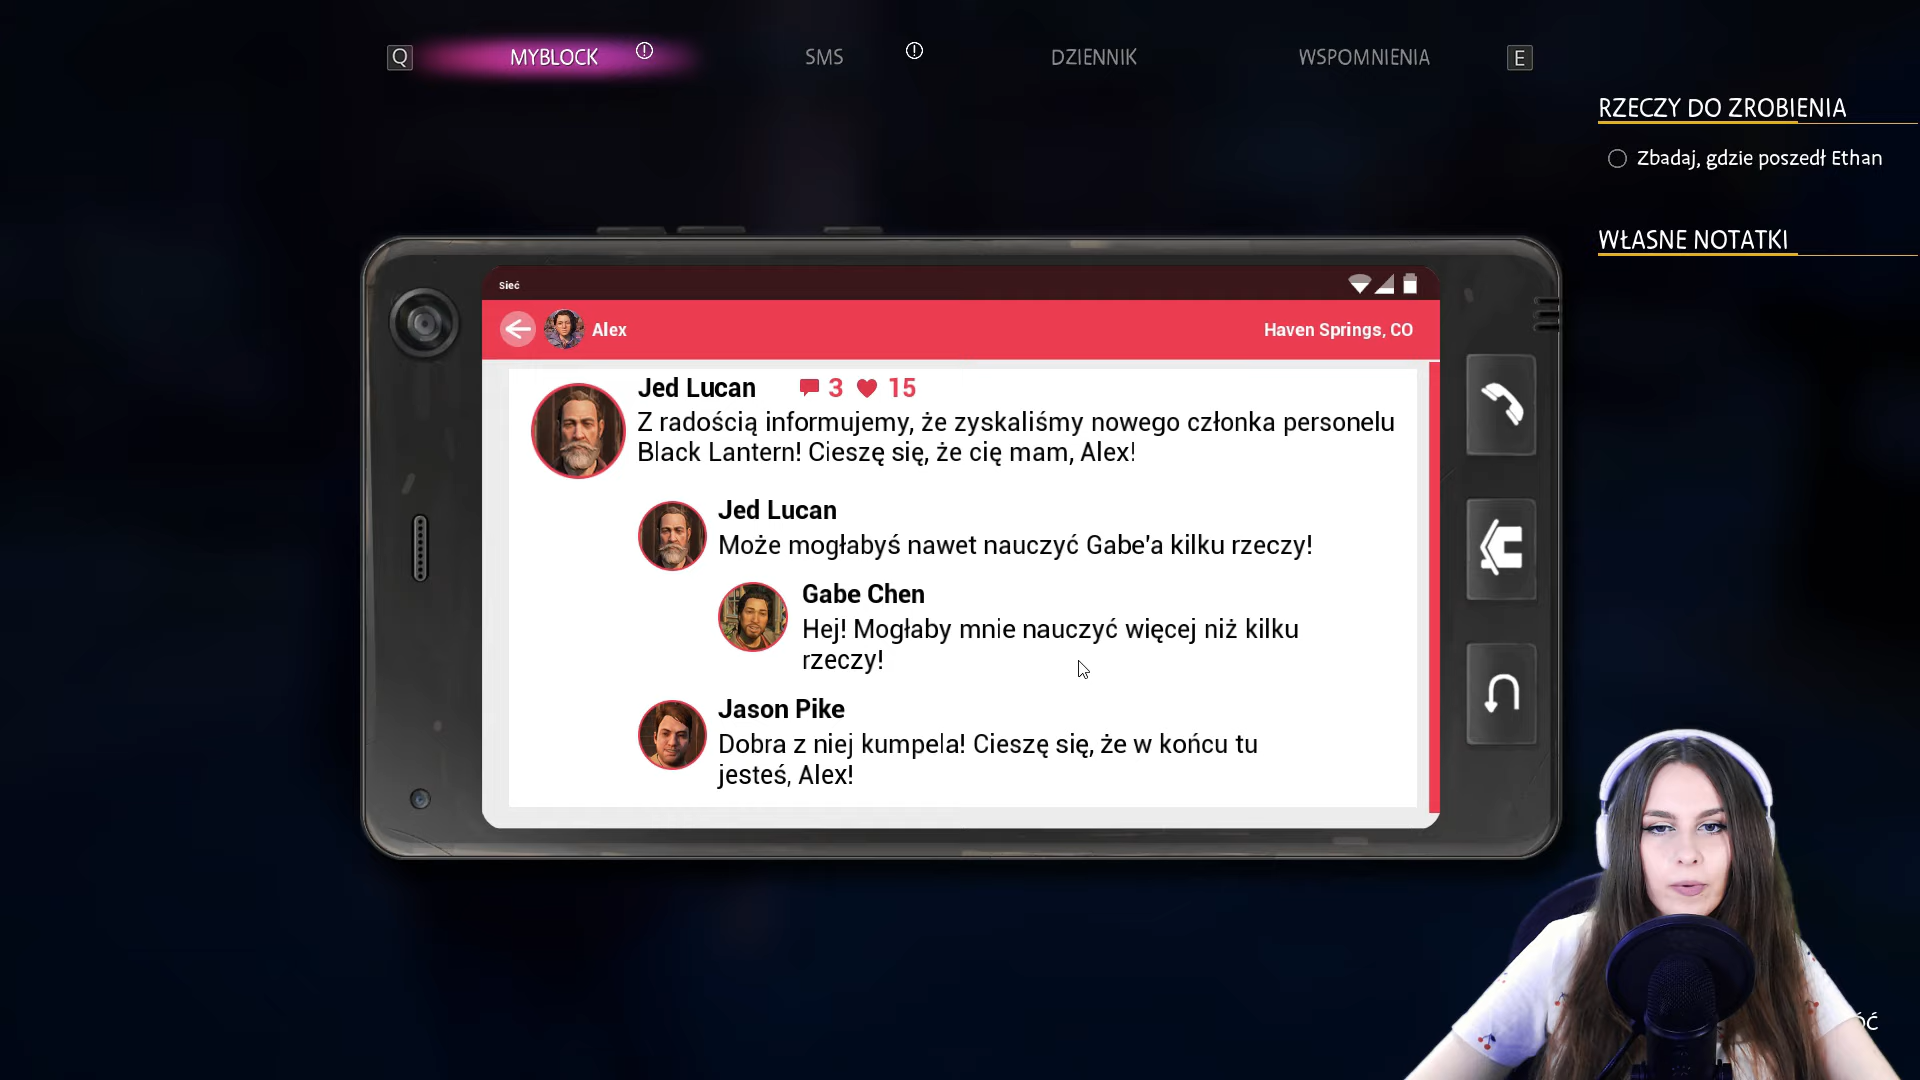 Q
MYBLOCK
SMS
DZIENNIK
WSPOMNIENIA
E
RZECZY DO ZROBIENIA
Zbadaj, gdzie poszedł Ethan
WŁASNE NOTATKI
Sieć
Alex
Haven Springs, CO
Jed Lucan 3 15
Z radością informujemy, że zyskaliśmy nowego członka personelu
Black Lantern! Cieszę się, że cię mam, Alex!
Jed Lucan
Może mogłabyś nawet nauczyć Gabe'a kilku rzeczy!
Gabe Chen
Hej! Mogłaby mnie nauczyć więcej niż kilku
rzeczy!
Jason Pike
Dobra z niej kumpela! Cieszę się, że w końcu tu
jesteś, Alex!